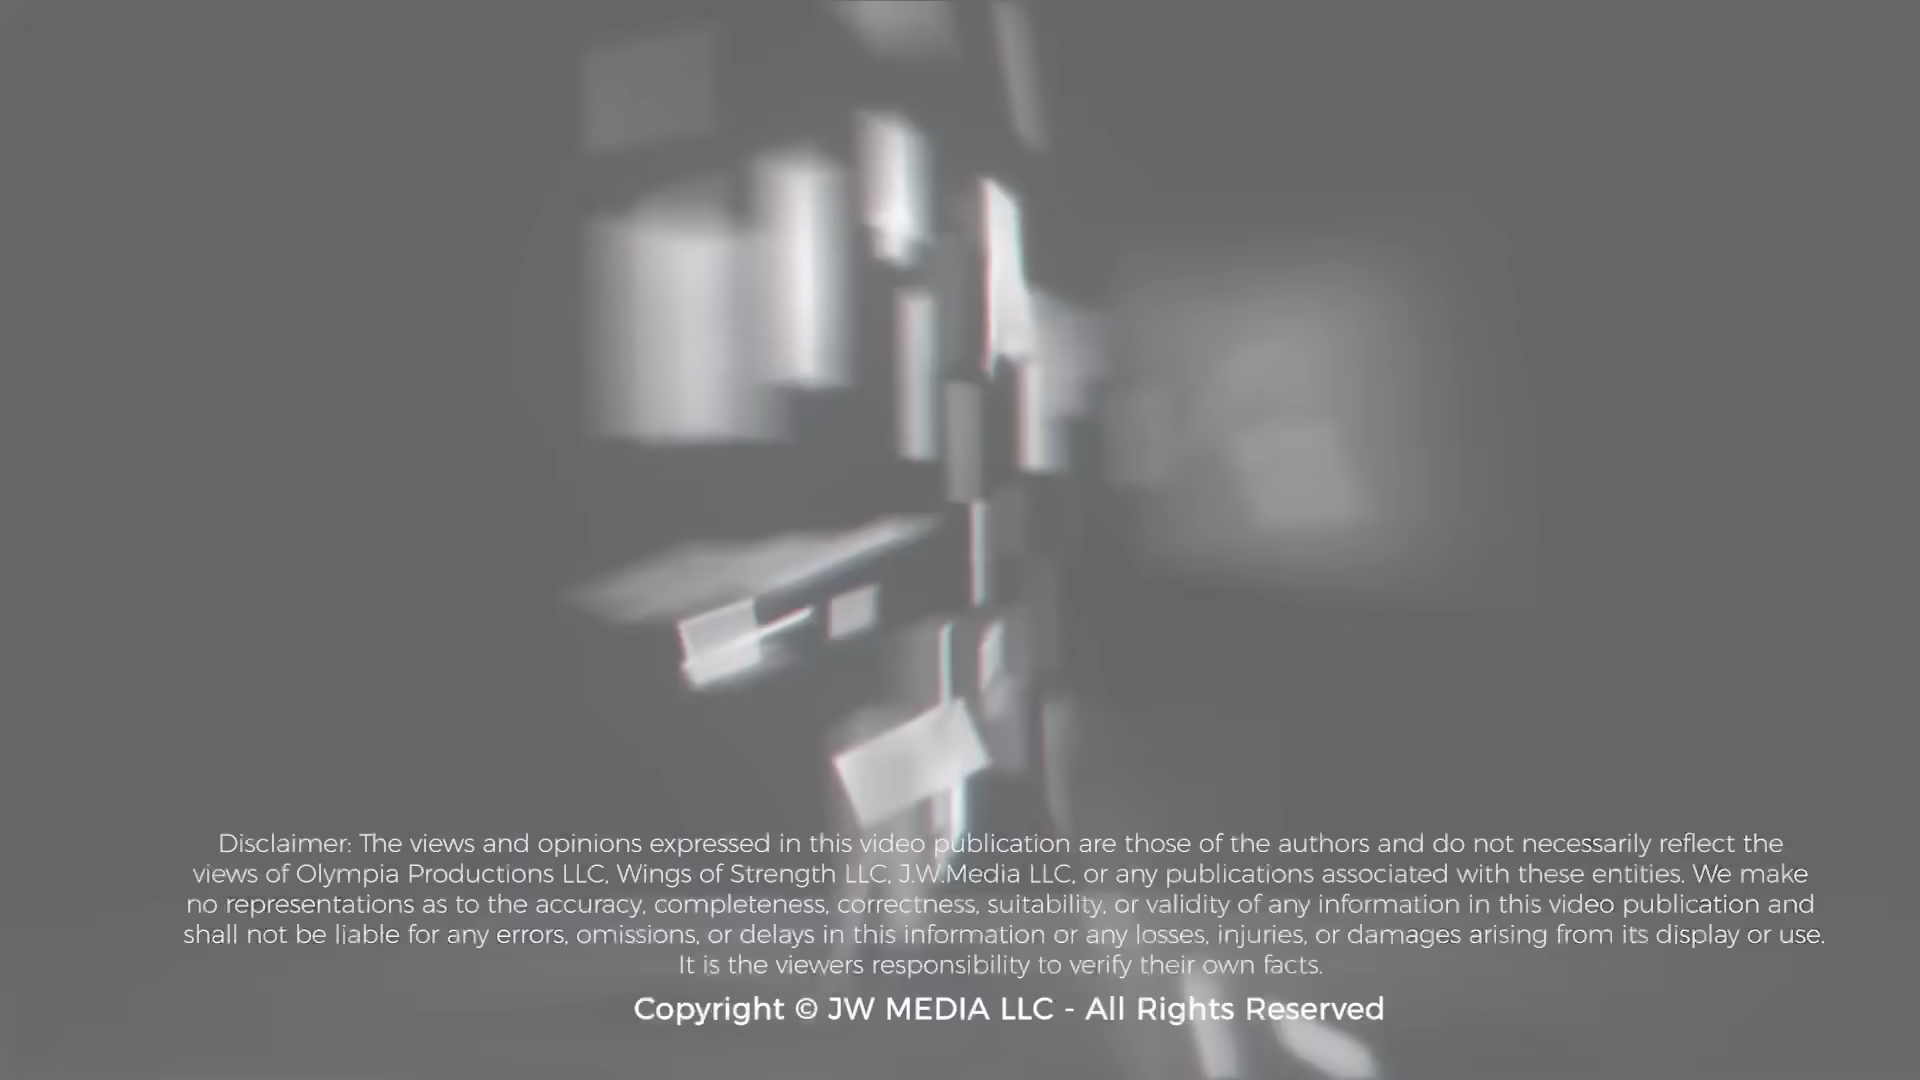 Disclaimer: The views and opinions expressed in this video publication are those of the authors and do not necessarily reflect the
views of Olympia Productions LLC, Wings of Strength LLC, J.W.Media LLC, or any publications associated with these entities. We make
no representations as to the accuracy, completeness, correctness, suitability, or validity of any information in this video publication and
shall not be liable for any errors, omissions, or delays in this information or any losses, injuries, or damages arising from its display or use.
It is the viewers responsibility to verify their own facts.
Copyright © JW MEDIA LLC - All Rights Reserved